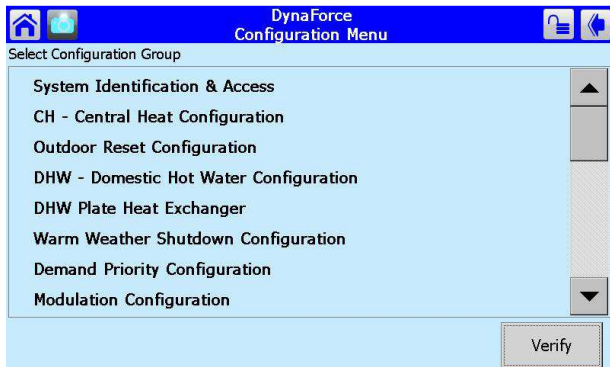 DynaForce
Configuration Menu
Select Configuration Group
System Identification & Access
CH - Central Heat Configuration
Outdoor Reset Configuration
DHW - Domestic Hot Water Configuration
DHW Plate Heat Exchanger
Warm Weather Shutdown Configuration
Demand Priority Configuration
Modulation Configuration
Verify